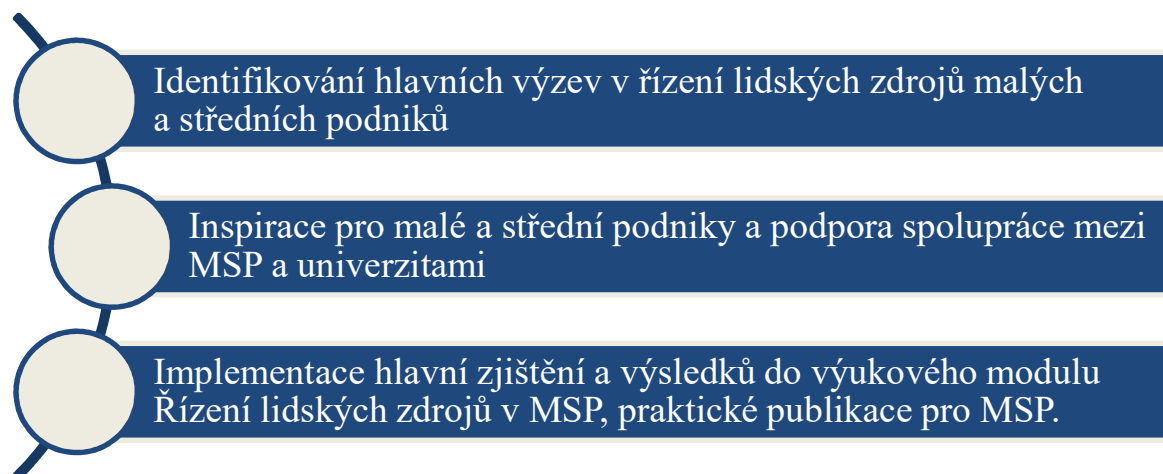 Identifikování hlavních výzev v řízení lidských zdrojů malých
a středních podniků
Inspirace pro malé a střední podniky a podpora spolupráce mezi
MSP a univerzitami
Implementace hlavní zjištění a výsledků do výukového modulu
Řízení lidských zdrojů v MSP, praktické publikace pro MSP.